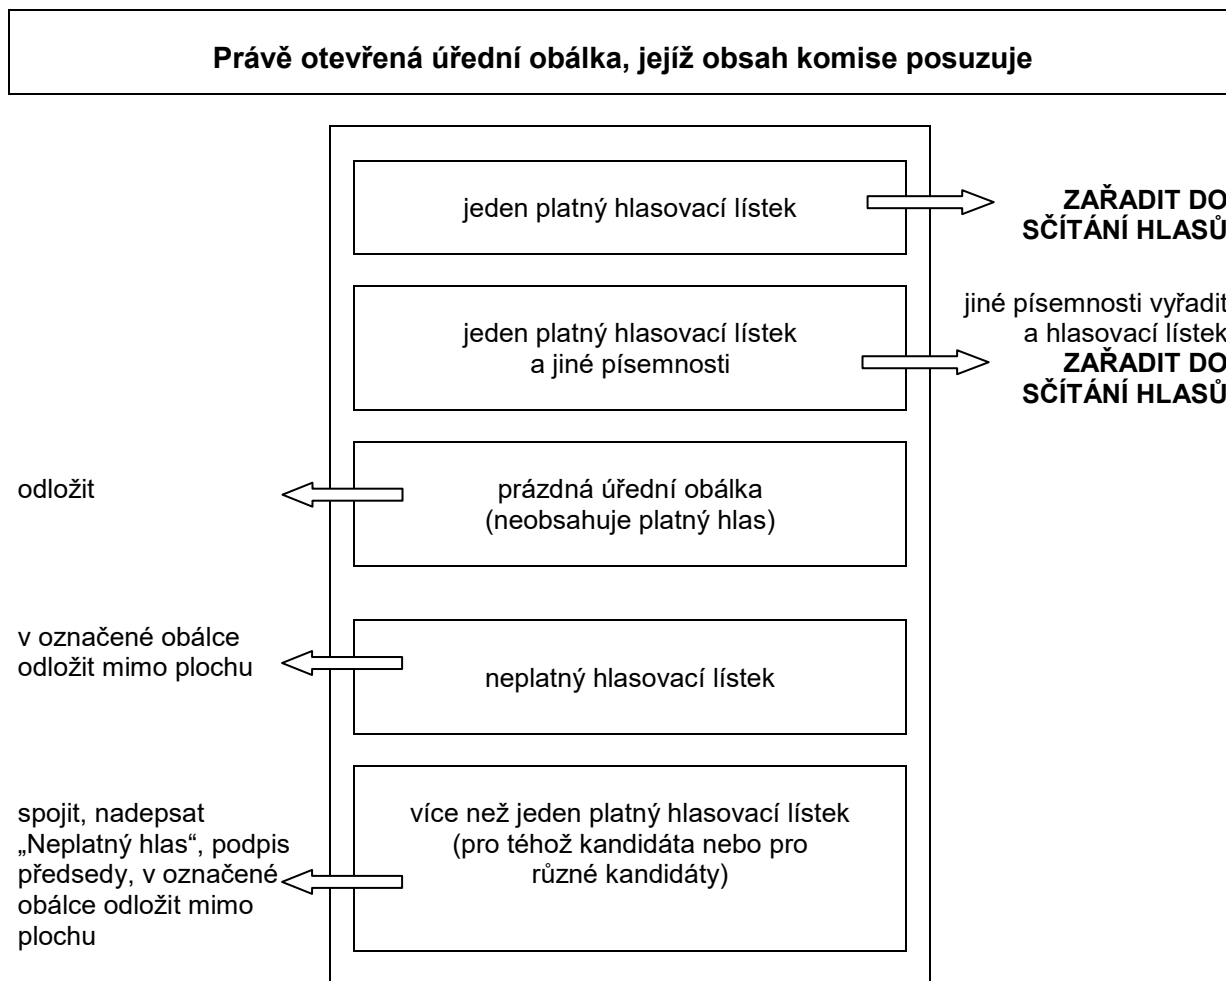 Právě otevřená úřední obálka, jejíž obsah komise posuzuje
jeden platný hlasovací lístek
ZAŘADIT DO
SČÍTÁNÍ HLASŮ
jeden platný hlasovací lístek
a jiné písemnosti
jiné písemnosti vyřadit
a hlasovací lístek
ZAŘADIT DO
SČÍTÁNÍ HLASŮ
odložit
prázdná úřední obálka
(neobsahuje platný hlas)
v označené obálce
odložit mimo plochu
neplatný hlasovací lístek
spojit, nadepsat
„Neplatný hlas“, podpis
předsedy, v označené
obálce odložit mimo
plochu
více než jeden platný hlasovací lístek
(pro téhož kandidáta nebo pro
různé kandidáty)